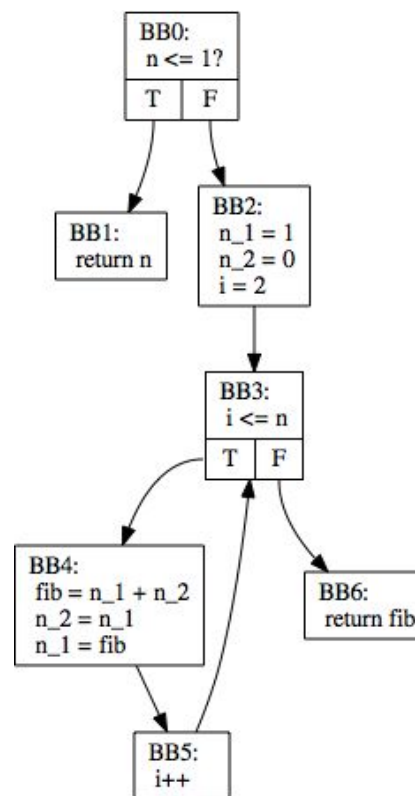 BB0:
n <= 1?
T F
BB1:
return n
BB2:
n_1 = 1
n_2 = 0
i = 2
BB3:
i <= n
T F
BB4:
fib = n_1 + n_2
n_2 = n_1
n_1 = fib
BB6:
return fib
BB5:
i++